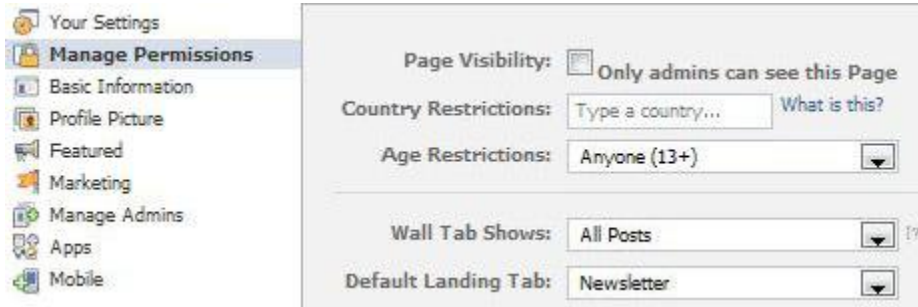 Your Settings
Manage Permissions
Basic Information
Profile Picture
Featured
Marketing
Manage Admins
Apps
Mobile
Page Visibility: Only admins can see this Page
Country Restrictions: Type a country... What is this?
Age Restrictions: Anyone (13+)
Wall Tab Shows: All Posts [?
Default Landing Tab: Newsletter